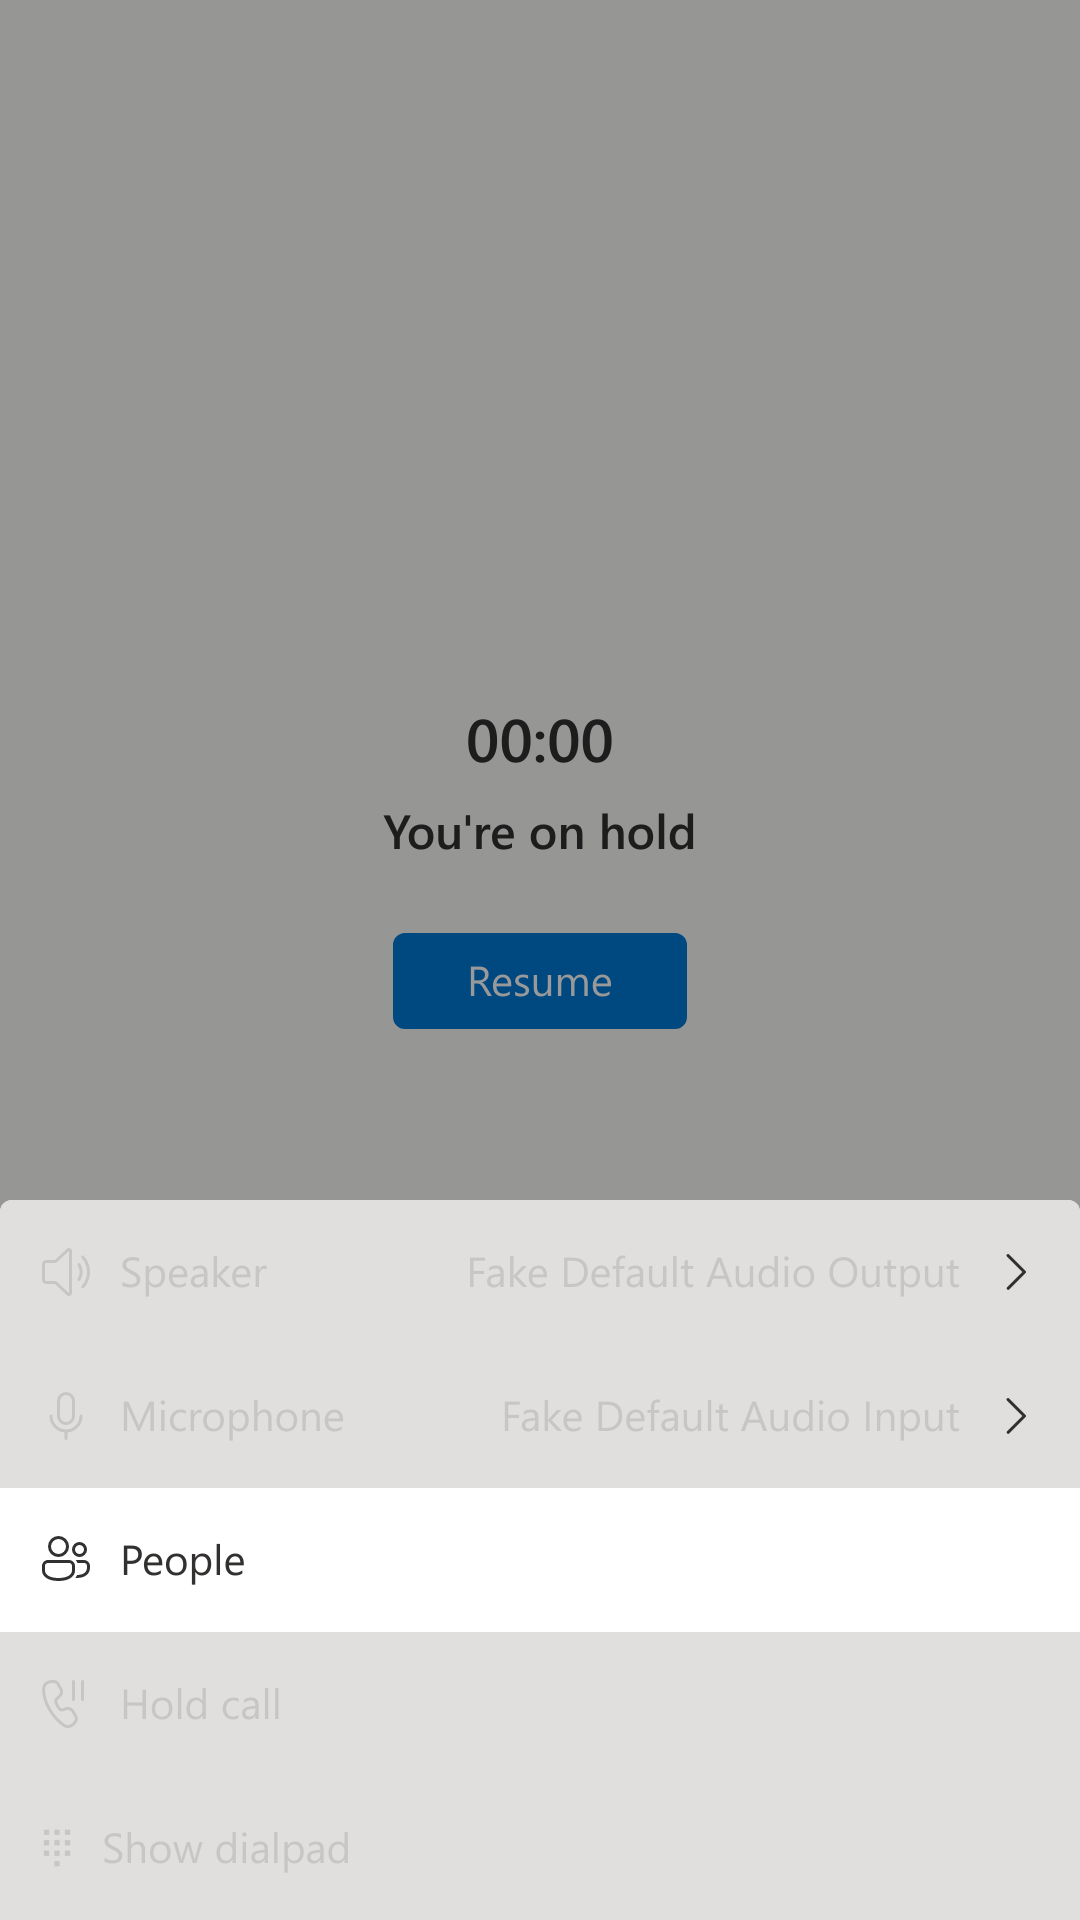 00:00
You're on hold
Resume
Speaker Fake Default Audio Output
Microphone Fake Default Audio Input
People
Hold call
Show dialpad